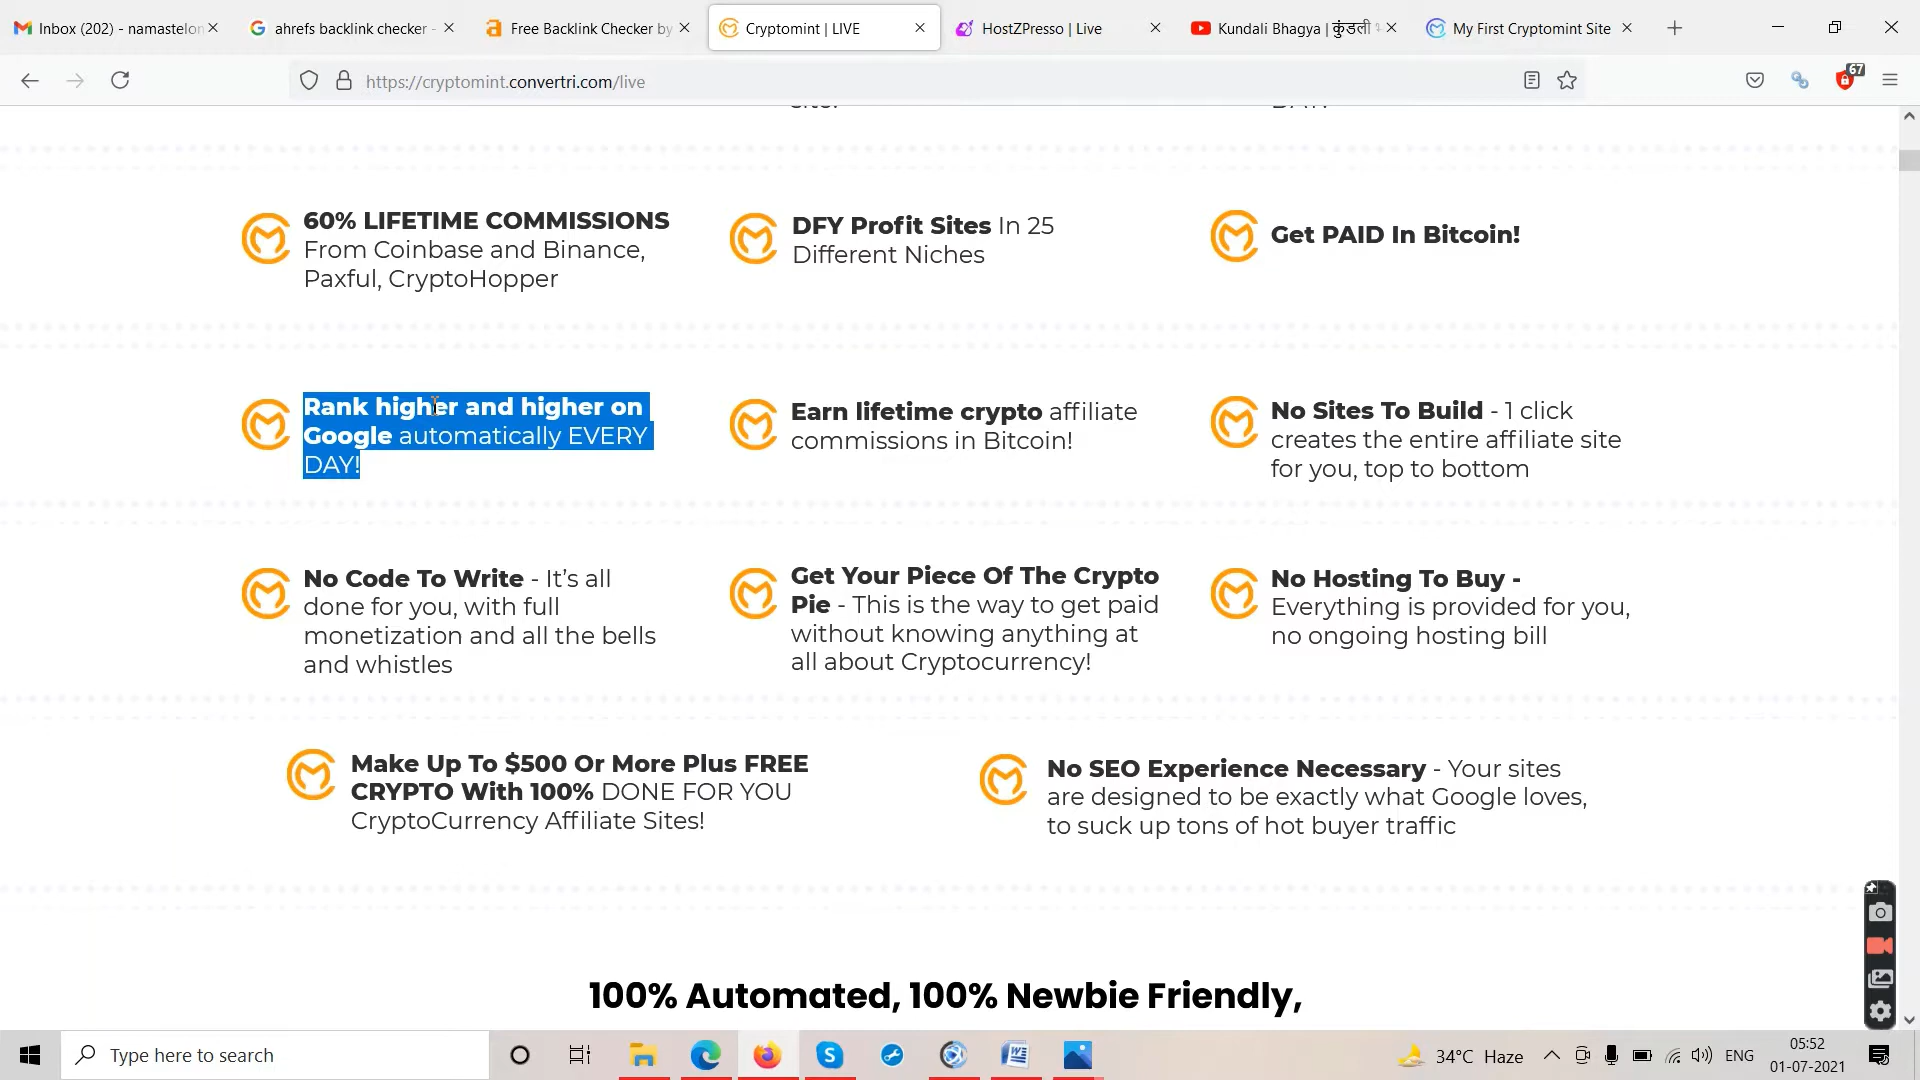 Inbox (202) - namastelon
ahrefs backlink checker -
Free Backlink Checker by
Cryptomint | LIVE
HostZPresso | Live
Kundali Bhagya | कुंडली
My First Cryptomint Site
https://cryptomint.convertri.com/live
67
60% LIFETIME COMMISSIONS
From Coinbase and Binance,
Paxful, CryptoHopper
DFY Profit Sites In 25
Different Niches
Get PAID In Bitcoin!
Rank higher and higher on
Google automatically EVERY
DAY!
Earn lifetime crypto affiliate
commissions in Bitcoin!
No Sites To Build - 1 click
creates the entire affiliate site
for you, top to bottom
No Code To Write - It’s all
done for you, with full
monetization and all the bells
and whistles
Get Your Piece Of The Crypto
Pie - This is the way to get paid
without knowing anything at
all about Cryptocurrency!
No Hosting To Buy -
Everything is provided for you,
no ongoing hosting bill
Make Up To $500 Or More Plus FREE
CRYPTO With 100% DONE FOR YOU
CryptoCurrency Affiliate Sites!
No SEO Experience Necessary - Your sites
are designed to be exactly what Google loves,
to suck up tons of hot buyer traffic
100% Automated, 100% Newbie Friendly,
Type here to search
34°C Haze
ENG
05:52
01-07-2021